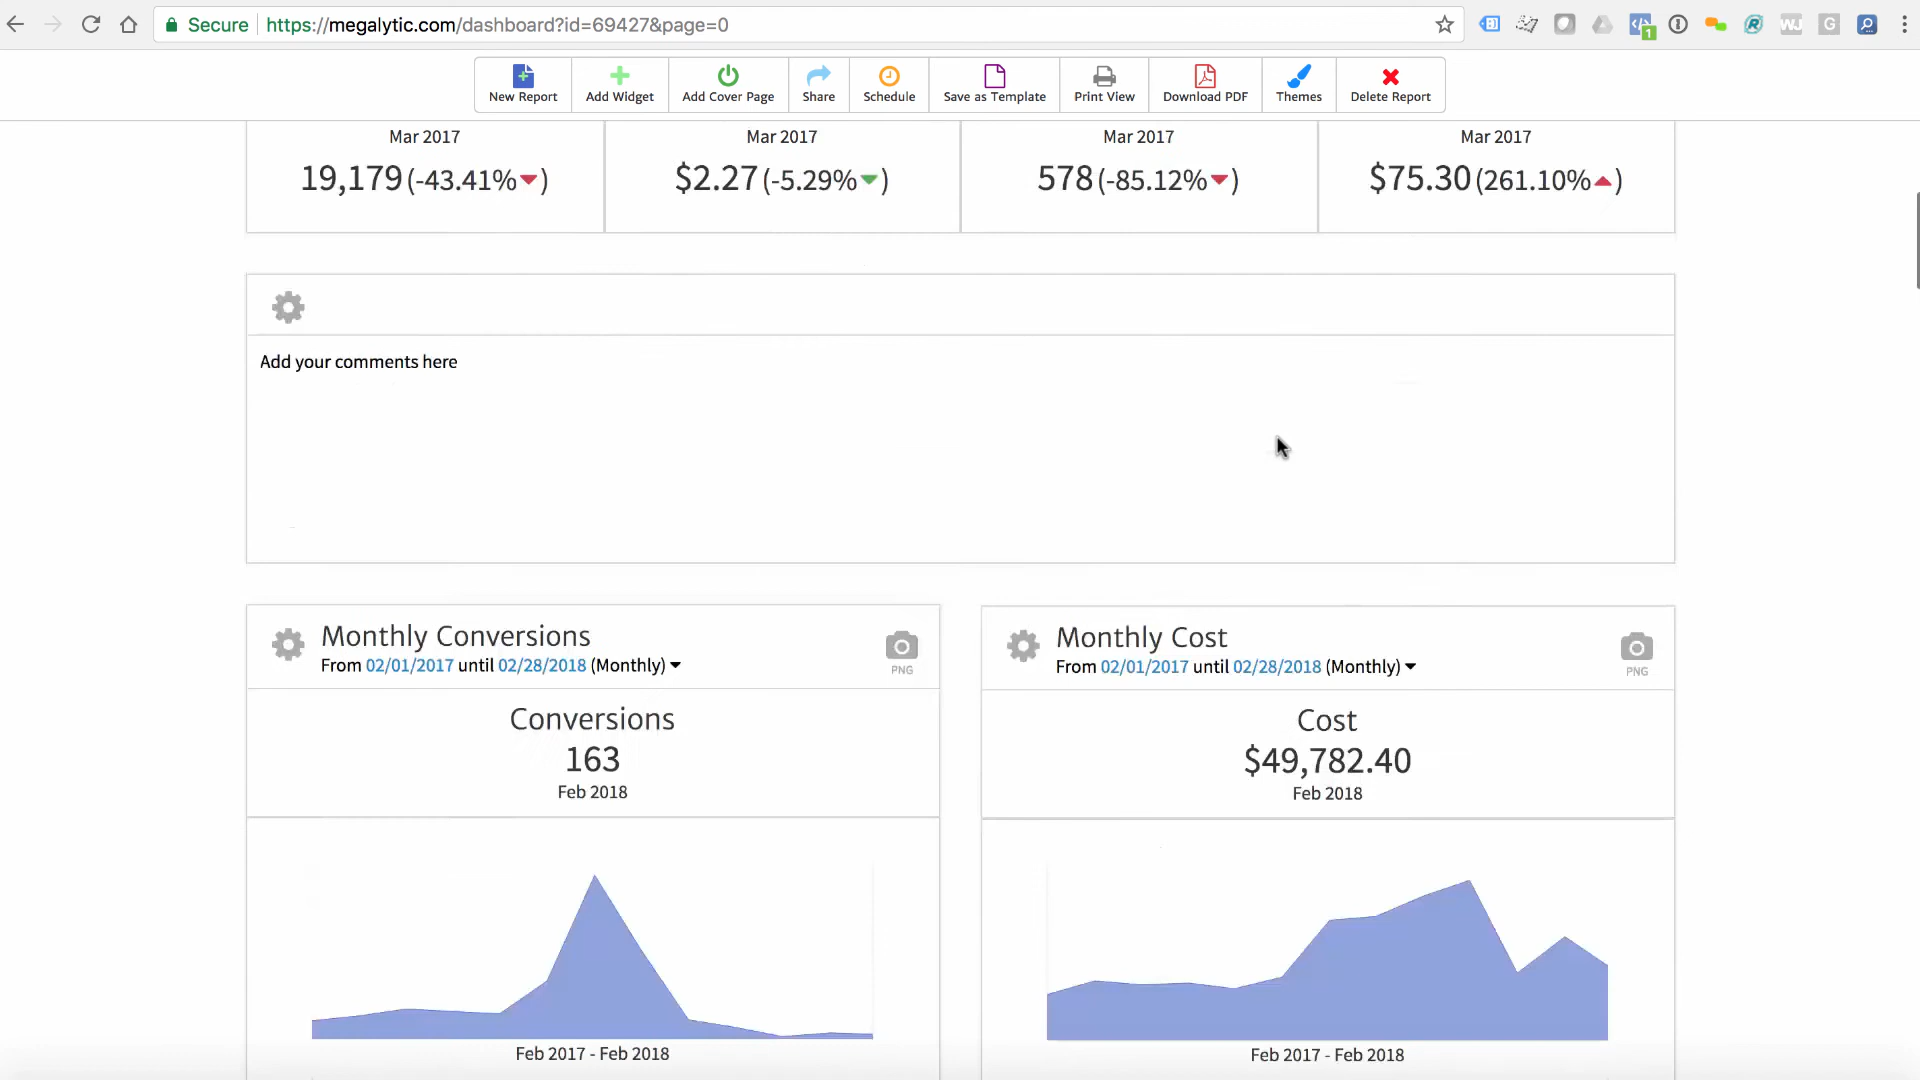 Secure https://megalytic.com/dashboard?id=69427&page=0
New Report Add Widget Add Cover Page Share Schedule Save as Template Print View Download PDF Themes Delete Report
Mar 2017 Mar 2017 Mar 2017 Mar 2017
19,179 (-43.41%▼) $2.27 (-5.29%▼) 578 (-85.12%▼) $75.30 (261.10%▲)
Add your comments here
Monthly Conversions
From 02/01/2017 until 02/28/2018 (Monthly)
PNG
Conversions
163
Feb 2018
Feb 2017 - Feb 2018
Monthly Cost
From 02/01/2017 until 02/28/2018 (Monthly)
PNG
Cost
$49,782.40
Feb 2018
Feb 2017 - Feb 2018